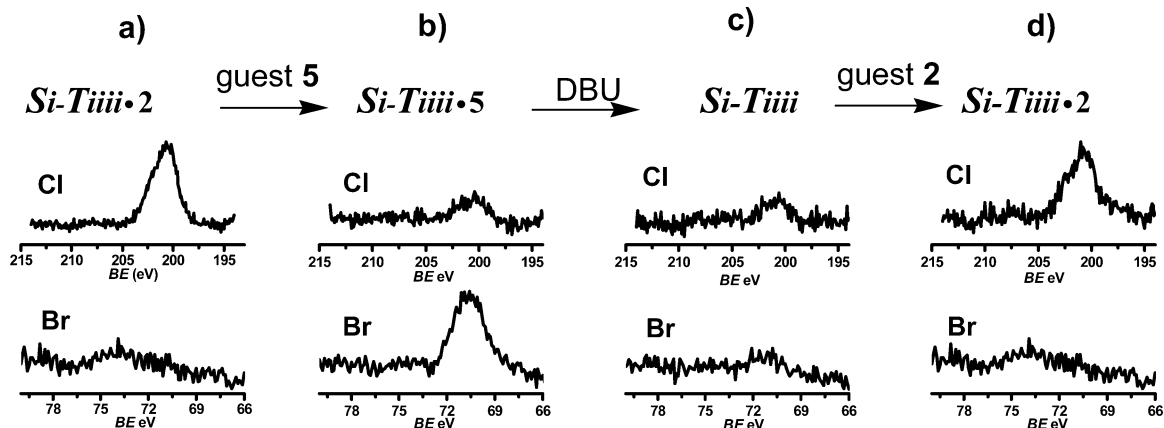 a) b) c) d)
guest 5 DBU guest 2
Si-Tiiii•2 Si-Tiiii•5 Si-Tiiii Si-Tiiii•2
Cl Cl Cl Cl
215 210 205 200 195 215 210 205 200 195 215 210 205 200 195 215 210 205 200 195
BE (eV) BE eV BE eV BE eV
Br Br Br Br
78 75 72 69 66 78 75 72 69 66 78 75 72 69 66 78 75 72 69 66
BE eV BE eV BE eV BE eV